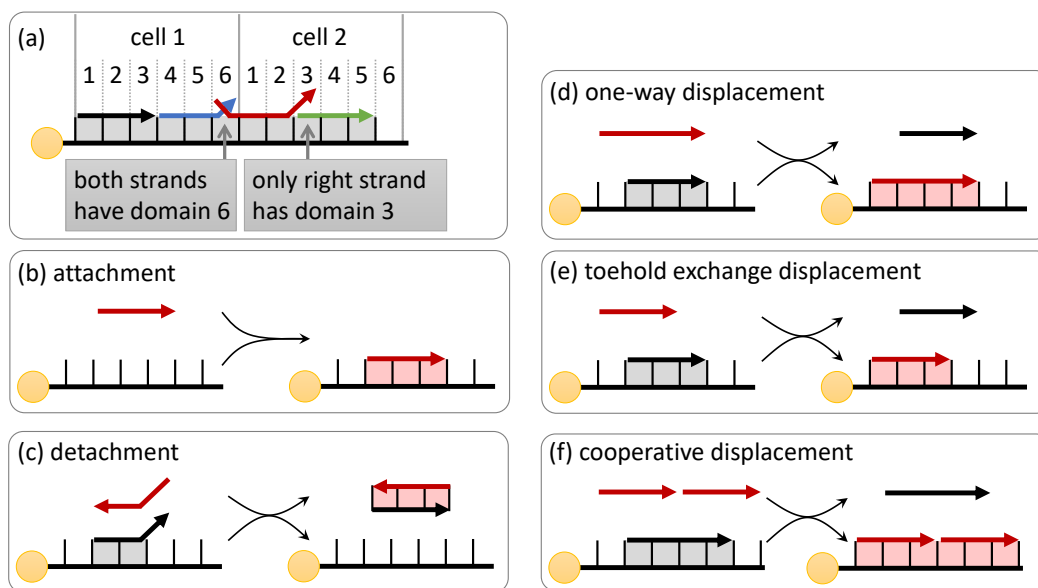 (a)
cell 1 cell 2
1 2 3 4 5 6 1 2 3 4 5 6
both strands
have domain 6
only right strand
has domain 3
(b) attachment
(c) detachment
(d) one-way displacement
(e) toehold exchange displacement
(f) cooperative displacement